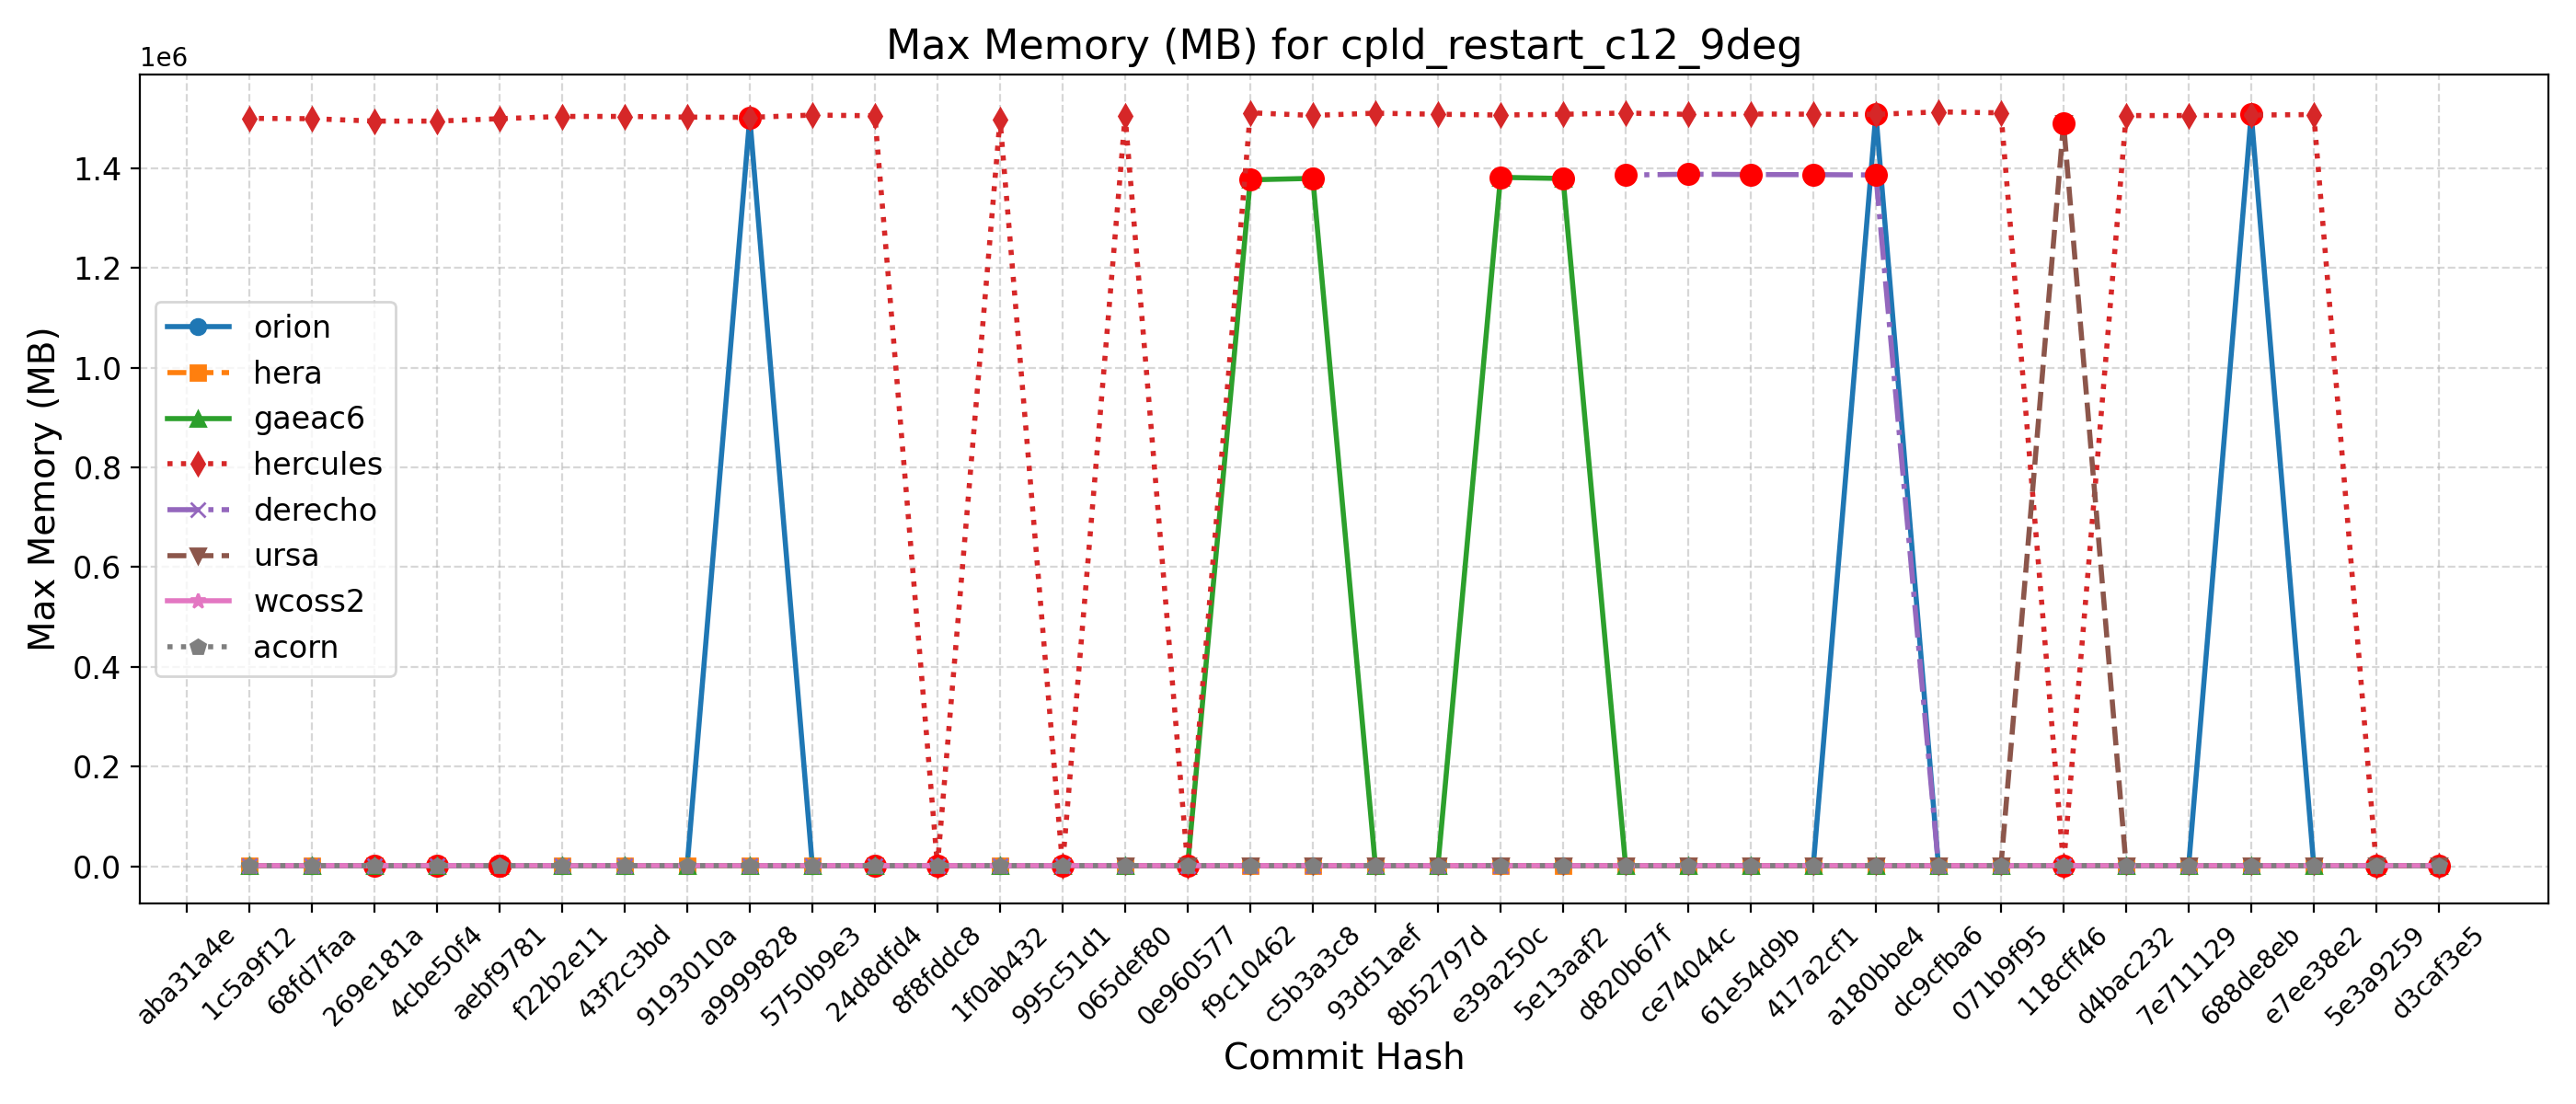 Max Memory (MB) for cpld_restart_c12_9deg
1e6
1.4
1.2
1.0
0.8
0.6
0.4
0.2
0.0
Max Memory (MB)
orion
hera
gaeac6
hercules
derecho
ursa
wcoss2
acorn
aba31a4e
1c5a9f12
68fd7faa
269e181a
4cbe50f4
aebf9781
f22b2e11
43f2c3bd
9193010a
a9999828
5750b9e3
24d8dfd4
8f8fddc8
1f0ab432
995c51d1
065def80
0e960577
f9c10462
c5b3a3c8
93d51aef
8b52797d
e39a250c
5e13aaf2
d820b67f
ce74044c
61e54d9b
417a2cf1
a180bbe4
dc9cfba6
071b9f95
118cff46
d4bac232
7e711129
688de8eb
e7ee38e2
5e3a9259
d3caf3e5
Commit Hash